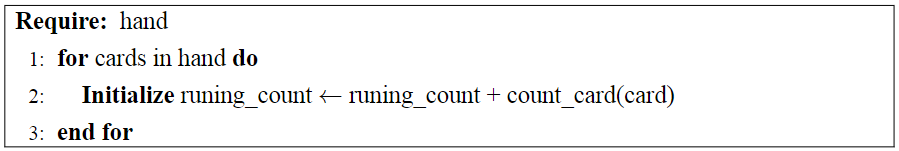 Require: hand
1: for cards in hand do
2: Initialize runing_count ← runing_count + count_card(card)
3: end for